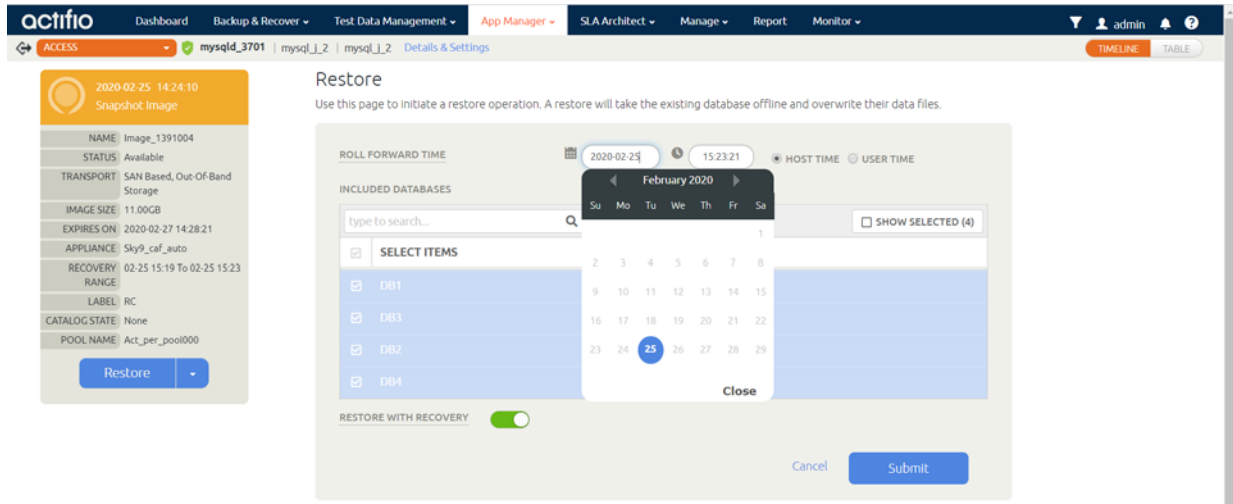 actifio Dashboard Backup & Recover Test Data Management App Manager SLA Architect Manage Report Monitor admin ?
ACCESS mysqld_3701 | mysql_j_2 | mysql_j_2 Details & Settings TIMELINE TABLE
2020-02-25 14:24:10
Snapshot Image
NAME Image_1391004
STATUS Available
TRANSPORT SAN Based, Out-Of-Band
Storage
IMAGE SIZE 11.00GB
EXPIRES ON 2020-02-27 14:28:21
APPLIANCE Sky9_caf_auto
RECOVERY RANGE 02-25 15:19 To 02-25 15:23
LABEL RC
CATALOG STATE None
POOL NAME Act_per_pool000
Restore
Restore
Use this page to initiate a restore operation. A restore will take the existing database offline and overwrite their data files.
ROLL FORWARD TIME 2020-02-25 15:23:21 HOST TIME USER TIME
February 2020
Su Mo Tu We Th Fr Sa
1
2 3 4 5 6 7 8
9 10 11 12 13 14 15
16 17 18 19 20 21 22
23 24 25 26 27 28 29
Close
INCLUDED DATABASES
type to search... SHOW SELECTED (4)
SELECT ITEMS
DB1
DB3
DB2
DB4
RESTORE WITH RECOVERY
Cancel Submit